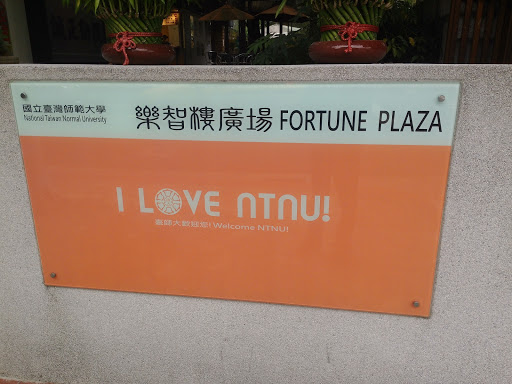 國立臺灣師範大學
National Taiwan Normal University
樂智樓廣場 FORTUNE PLAZA
I LOVE NTNU!
臺師大歡迎您! Welcome NTNU!